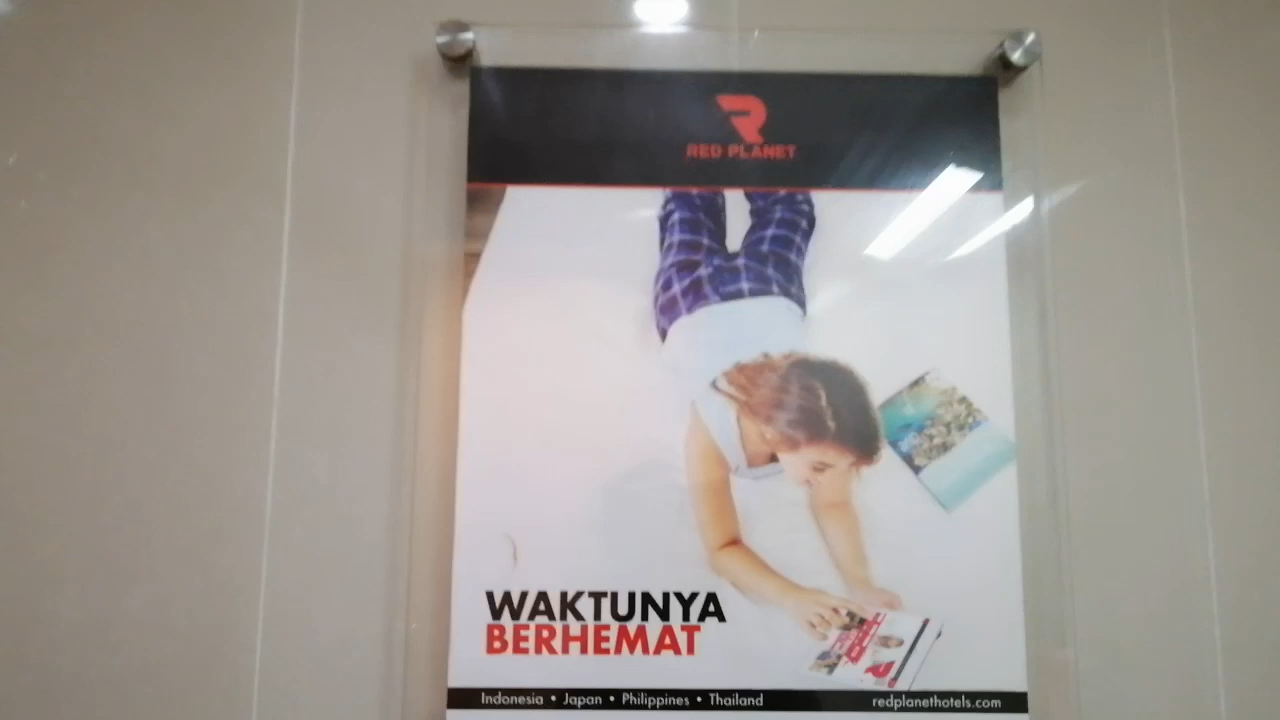 RED PLANET
WAKTUNYA
BERHEMAT
Indonesia • Japan • Philippines • Thailand
redplanethotels.com